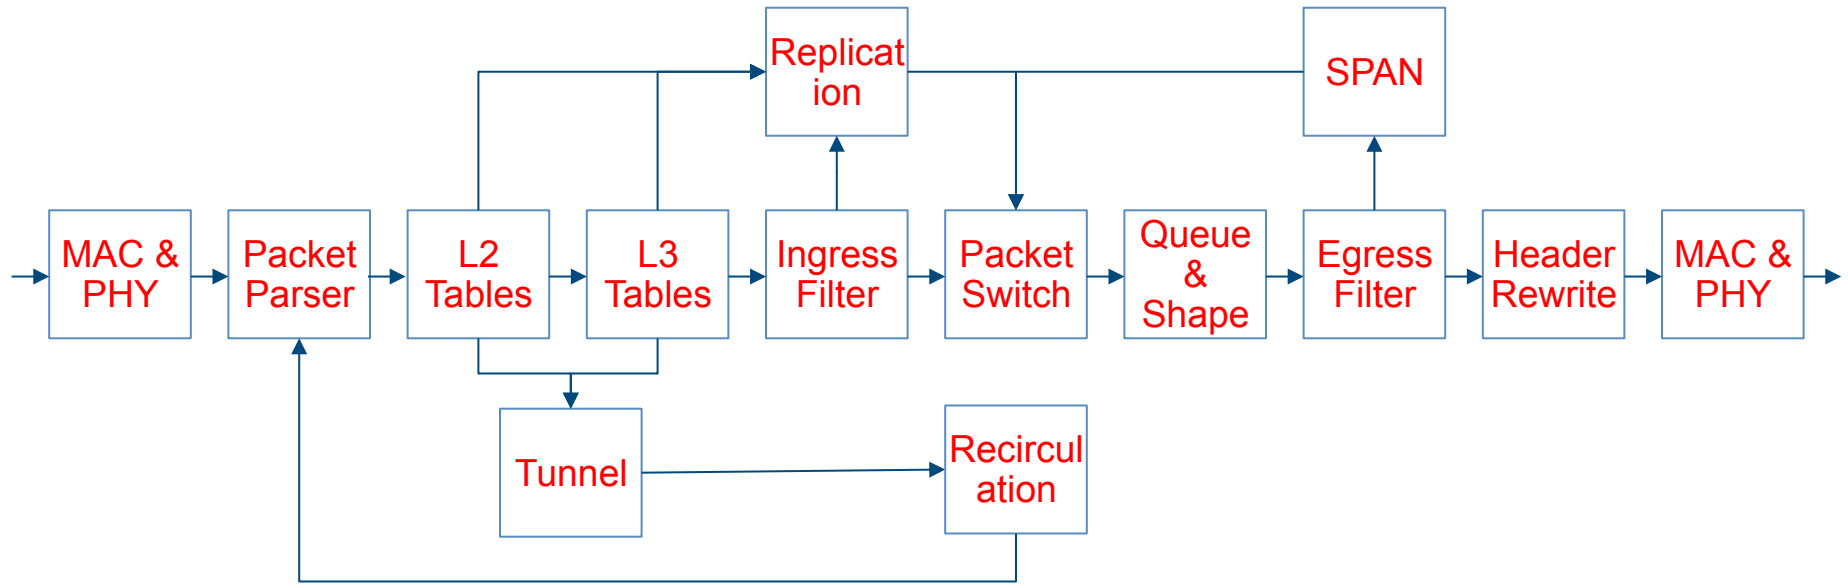 Replicat
ion
SPAN
MAC &
PHY
Packet
Parser
L2
Tables
L3
Tables
Ingress
Filter
Packet
Switch
Queue
&
Shape
Egress
Filter
Header
Rewrite
MAC &
PHY
Tunnel
Recircul
ation